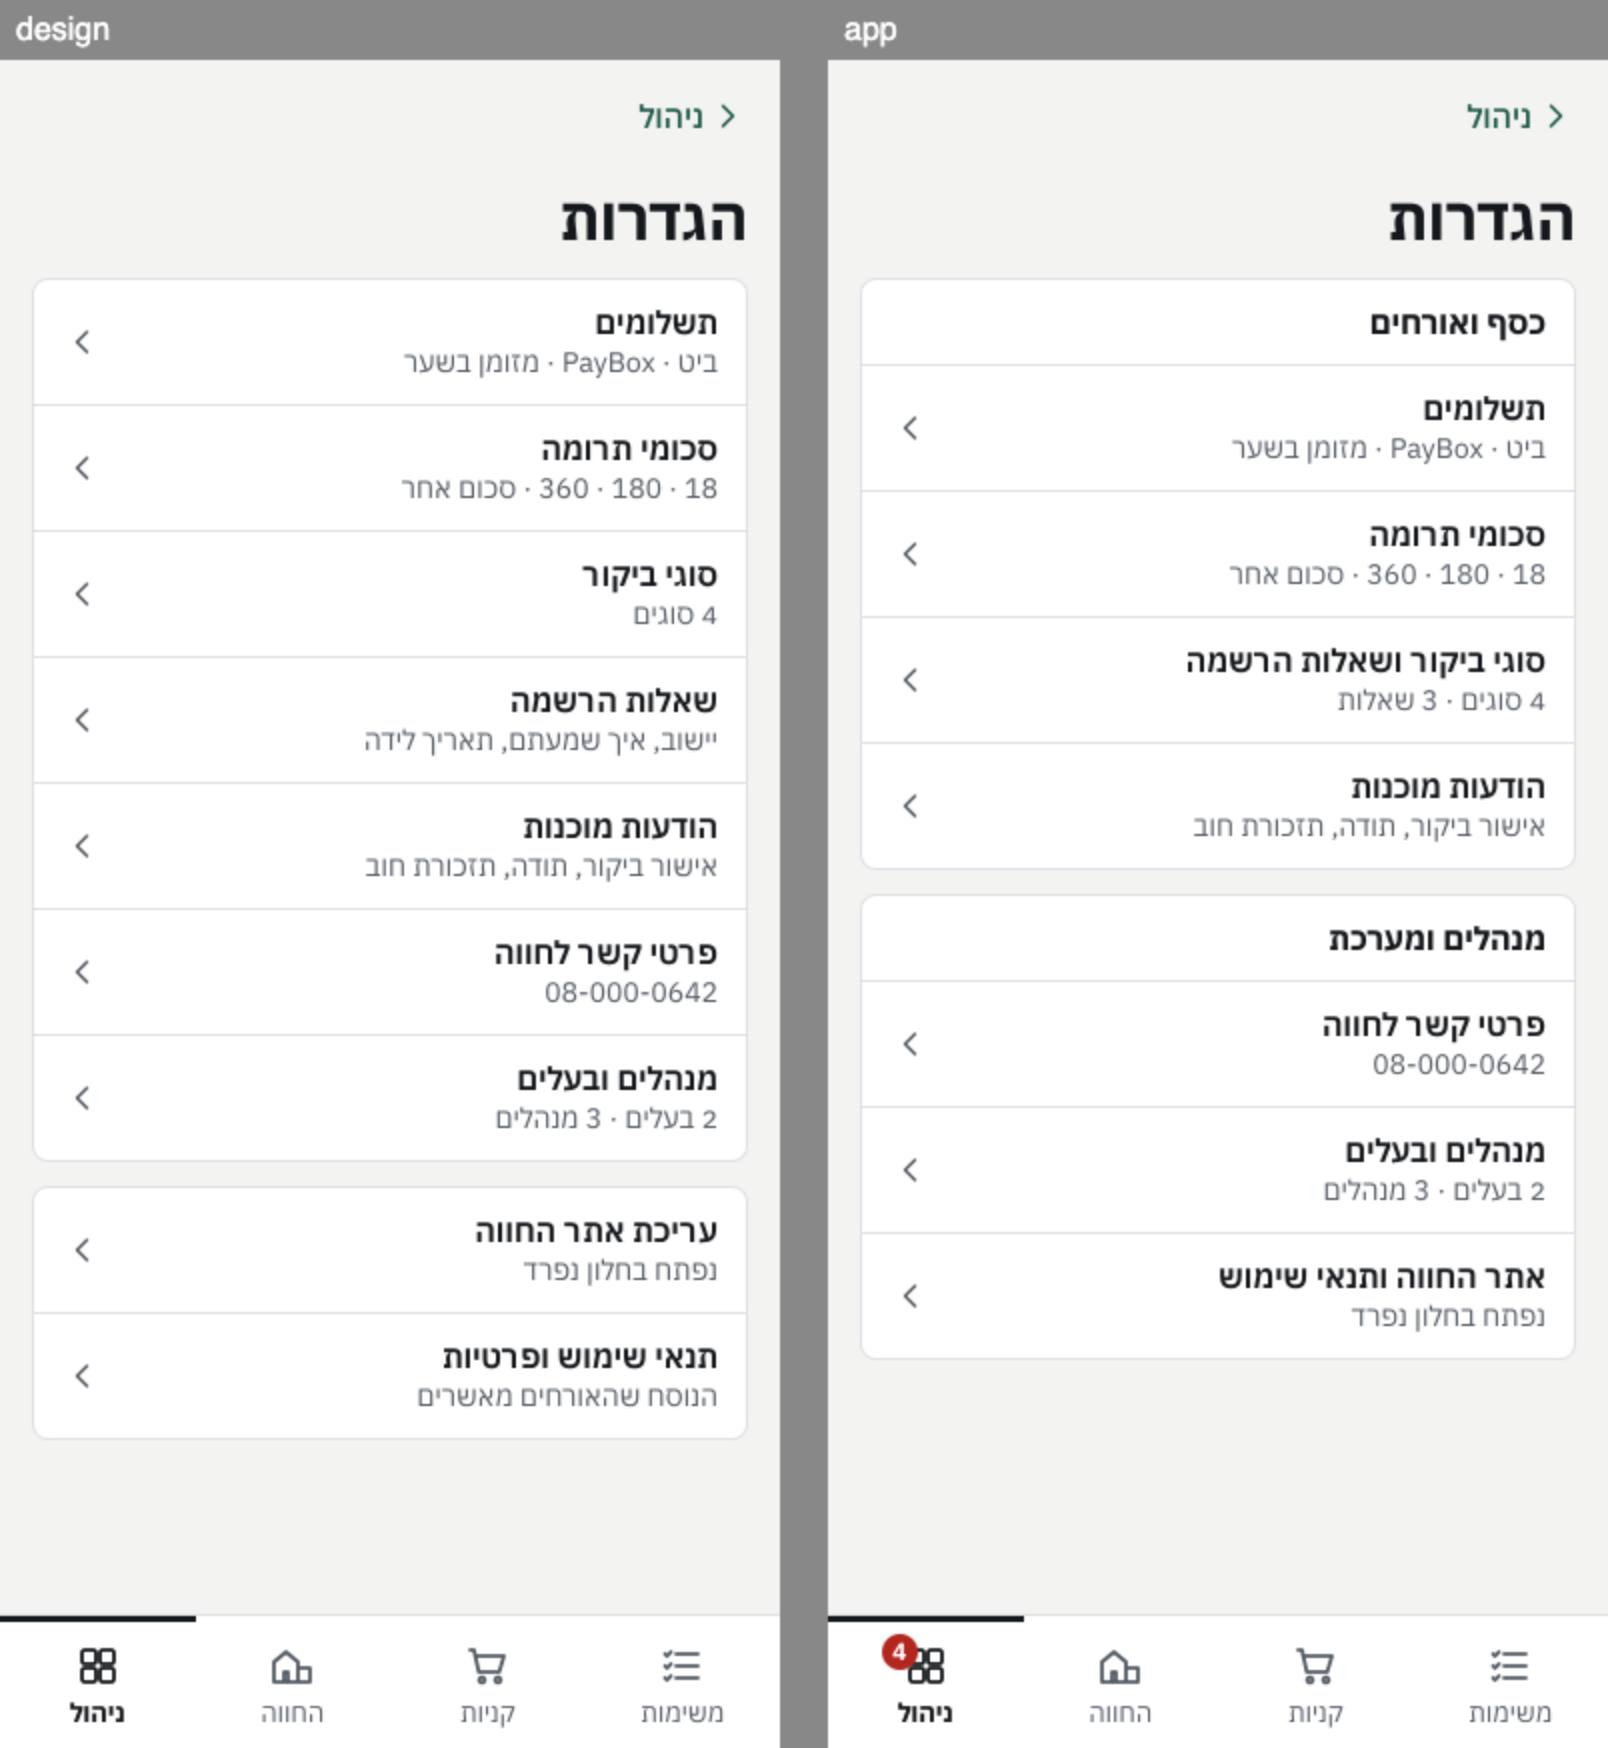 design
ניהול
הגדרות
תשלומים
ביט · PayBox · מזומן בשער
סכומי תרומה
18 · 180 · 360 · סכום אחר
סוגי ביקור
4 סוגים
שאלות הרשמה
יישוב, איך שמעתם, תאריך לידה
הודעות מוכנות
אישור ביקור, תודה, תזכורת חוב
פרטי קשר לחווה
08-000-0642
מנהלים ובעלים
2 בעלים · 3 מנהלים
עריכת אתר החווה
נפתח בחלון נפרד
תנאי שימוש ופרטיות
הנוסח שהאורחים מאשרים
משימות
קניות
החווה
ניהול
app
ניהול
הגדרות
כסף ואורחים
תשלומים
ביט · PayBox · מזומן בשער
סכומי תרומה
18 · 180 · 360 · סכום אחר
סוגי ביקור ושאלות הרשמה
4 סוגים · 3 שאלות
הודעות מוכנות
אישור ביקור, תודה, תזכורת חוב
מנהלים ומערכת
פרטי קשר לחווה
08-000-0642
מנהלים ובעלים
2 בעלים · 3 מנהלים
אתר החווה ותנאי שימוש
נפתח בחלון נפרד
משימות
קניות
החווה
4
ניהול